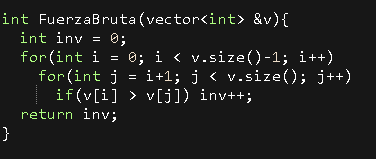 int FuerzaBruta(vector<int> &v){
  int inv = 0;
  for(int i = 0; i < v.size()-1; i++)
    for(int j = i+1; j < v.size(); j++)
      if(v[i] > v[j]) inv++;
  return inv;
}